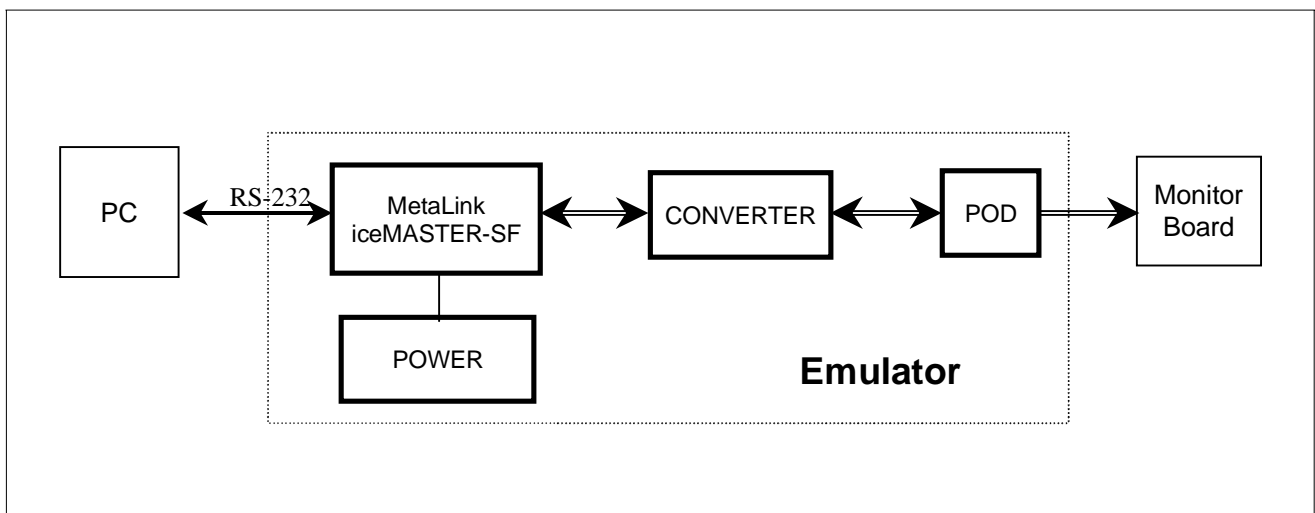 PC
RS-232
MetaLink
iceMASTER-SF
CONVERTER
POD
Monitor
Board
POWER
Emulator